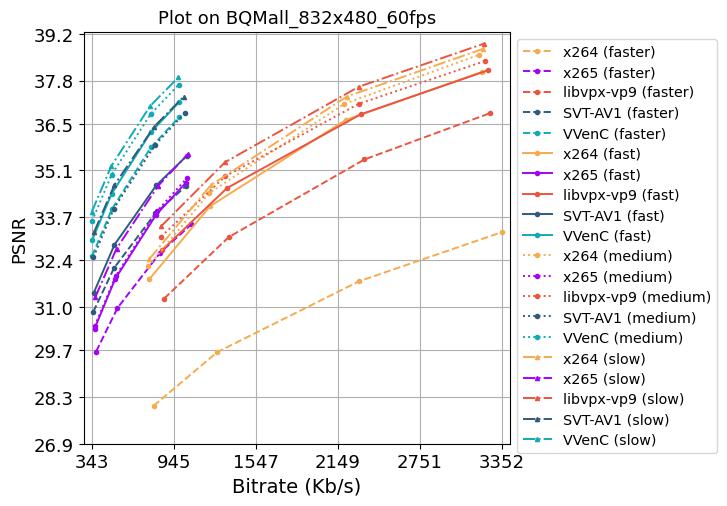 Plot on BQMall_832x480_60fps
39.2
37.8
36.5
35.1
33.7
32.4
31.0
29.7
28.3
26.9
PSNR
343 945 1547 2149 2751 3352
Bitrate (Kb/s)
x264 (faster)
x265 (faster)
libvpx-vp9 (faster)
SVT-AV1 (faster)
VVenC (faster)
x264 (fast)
x265 (fast)
libvpx-vp9 (fast)
SVT-AV1 (fast)
VVenC (fast)
x264 (medium)
x265 (medium)
libvpx-vp9 (medium)
SVT-AV1 (medium)
VVenC (medium)
x264 (slow)
x265 (slow)
libvpx-vp9 (slow)
SVT-AV1 (slow)
VVenC (slow)